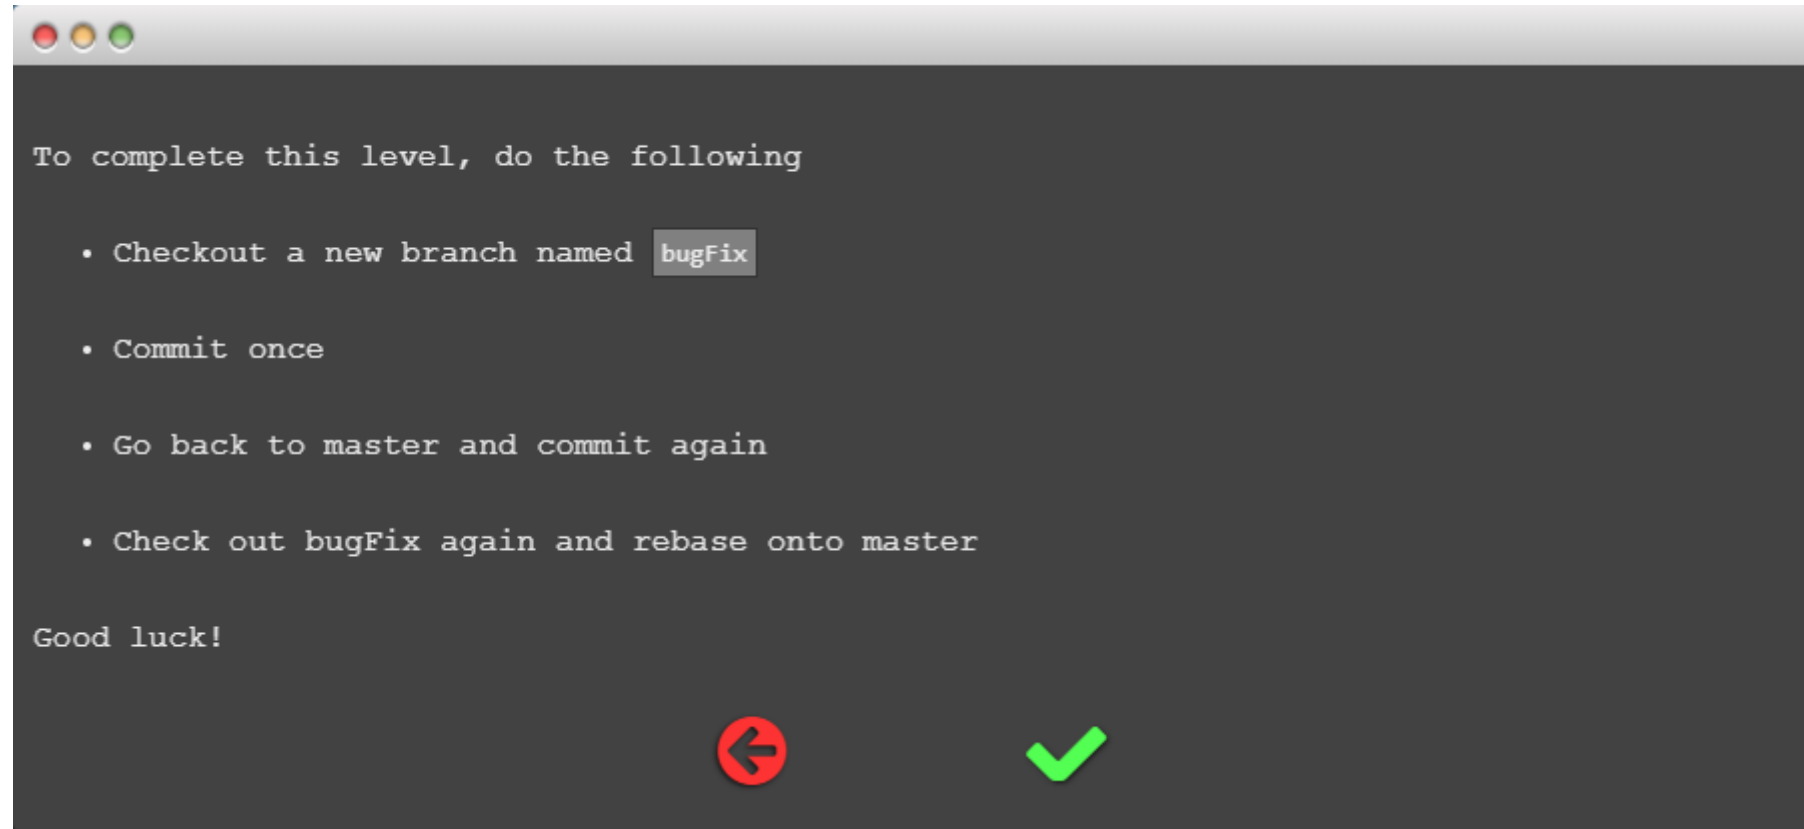 To complete this level, do the following
• Checkout a new branch named bugFix
• Commit once
• Go back to master and commit again
• Check out bugFix again and rebase onto master
Good luck!